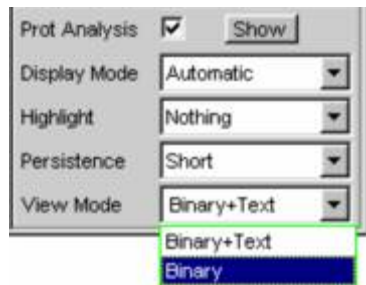 Prot Analysis Show
Display Mode Automatic
Highlight Nothing
Persistence Short
View Mode Binary+Text
Binary+Text
Binary